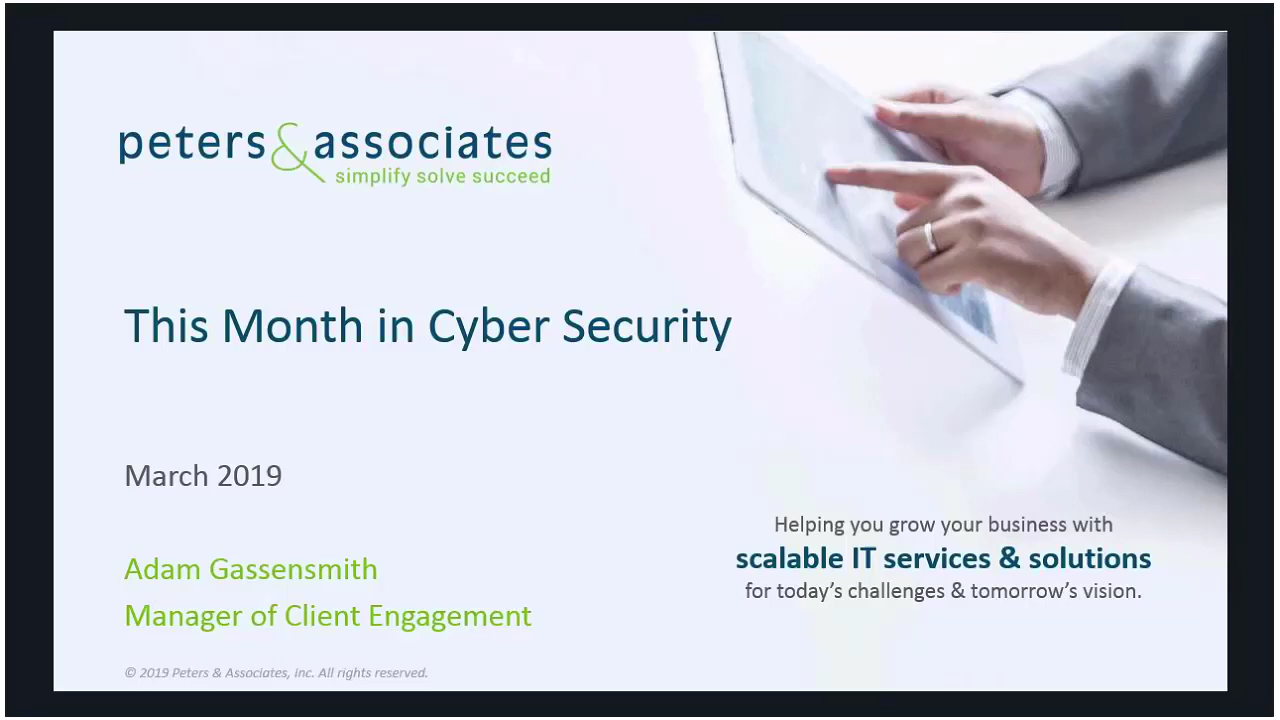 peters & associates
simplify solve succeed
This Month in Cyber Security
March 2019
Adam Gassensmith
Manager of Client Engagement
Helping you grow your business with
scalable IT services & solutions
for today's challenges & tomorrow's vision.
© 2019 Peters & Associates, inc. All rights reserved.